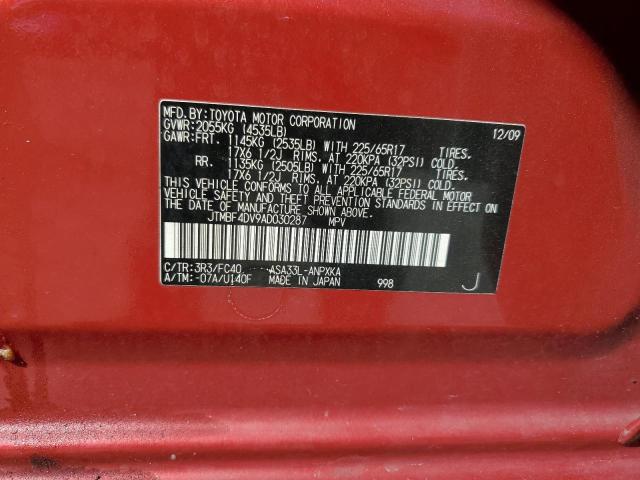 MFD.BY:TOYOTA MOTOR CORPORATION 12/09
GVWR:2055KG (4535LB)
GAWR:FRT. 1145KG (2535LB) WITH 225/65R17 TIRES.
17X6 1/2J RIMS. AT 220KPA (32PSI) COLD.
RR. 1135KG (2505LB) WITH 225/65R17 TIRES.
17X6 1/2J RIMS. AT 220KPA (32PSI) COLD.
THIS VEHICLE CONFORMS TO ALL APPLICABLE FEDERAL MOTOR
VEHICLE SAFETY AND THEFT PREVENTION STANDARDS IN EFFECT ON
THE DATE OF MANUFACTURE SHOWN ABOVE.
JTMBF4DV9AD030287 MPV
C/TR:3R3/FC40 ASA33L-ANPXKA
A/TM:-07A/U140F MADE IN JAPAN 998 J